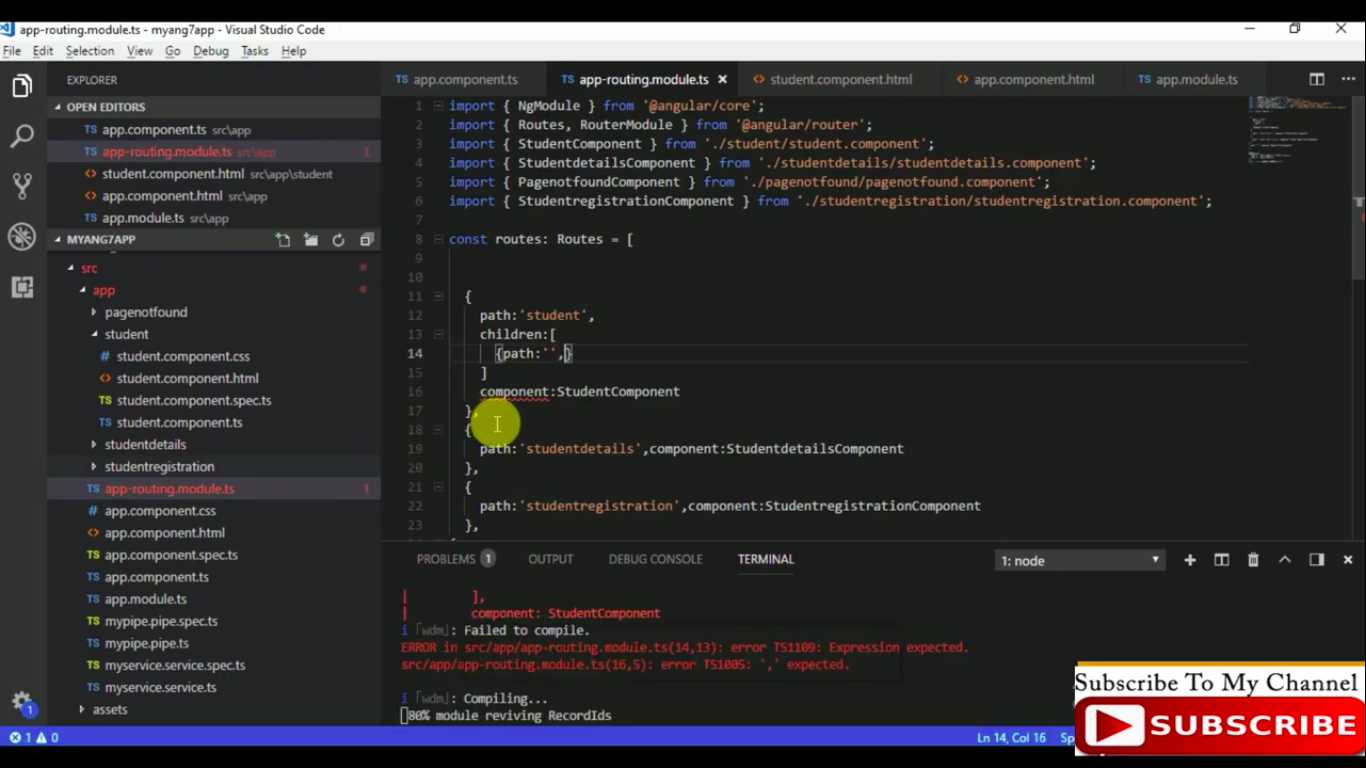 app-routing.module.ts - myang7app - Visual Studio Code
File Edit Selection View Go Debug Tasks Help
EXPLORER
TS app.component.ts TS app-routing.module.ts × <> student.component.html <> app.component.html TS app.module.ts
OPEN EDITORS
TS app.component.ts src\app
TS app-routing.module.ts src\app 1
<> student.component.html src\app\student
<> app.component.html src\app
TS app.module.ts src\app
MYANG7APP
src
app
pagenotfound
student
# student.component.css
<> student.component.html
TS student.component.spec.ts
TS student.component.ts
studentdetails
studentregistration
TS app-routing.module.ts 1
# app.component.css
<> app.component.html
TS app.component.spec.ts
TS app.component.ts
TS app.module.ts
TS mypipe.pipe.spec.ts
TS mypipe.pipe.ts
TS myservice.service.spec.ts
TS myservice.service.ts
assets
1 import { NgModule } from '@angular/core';
2 import { Routes, RouterModule } from '@angular/router';
3 import { StudentComponent } from './student/student.component';
4 import { StudentdetailsComponent } from './studentdetails/studentdetails.component';
5 import { PagenotfoundComponent } from './pagenotfound/pagenotfound.component';
6 import { StudentregistrationComponent } from './studentregistration/studentregistration.component';
7
8 const routes: Routes = [
9
10
11 {
12 path:'student',
13 children:[
14 {path:'',}
15 ]
16 component:StudentComponent
17 },
18 {
19 path:'studentdetails',component:StudentdetailsComponent
20 },
21 {
22 path:'studentregistration',component:StudentregistrationComponent
23 },
PROBLEMS 1 OUTPUT DEBUG CONSOLE TERMINAL 1: node
| ],
| component: StudentComponent
i ｢wdm｣: Failed to compile.
ERROR in src/app/app-routing.module.ts(14,13): error TS1109: Expression expected.
src/app/app-routing.module.ts(16,5): error TS1005: ',' expected.
i ｢wdm｣: Compiling...
80% module reviving RecordIds
1
1 0 Ln 14, Col 16
Subscribe To My Channel
SUBSCRIBE